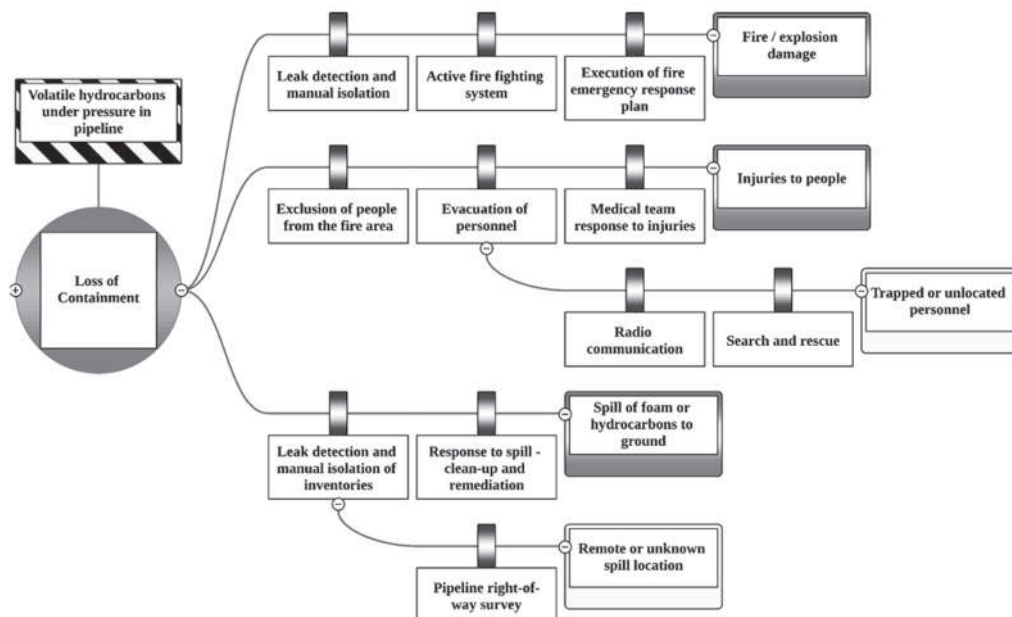 Volatile hydrocarbons
under pressure in
pipeline
Loss of
Containment
Leak detection and
manual isolation
Active fire fighting
system
Execution of fire
emergency response
plan
Fire / explosion
damage
Exclusion of people
from the fire area
Evacuation of
personnel
Medical team
response to injuries
Injuries to people
Radio
communication
Search and rescue
Trapped or unlocated
personnel
Leak detection and
manual isolation of
inventories
Response to spill -
clean-up and
remediation
Spill of foam or
hydrocarbons to
ground
Pipeline right-of-
way survey
Remote or unknown
spill location